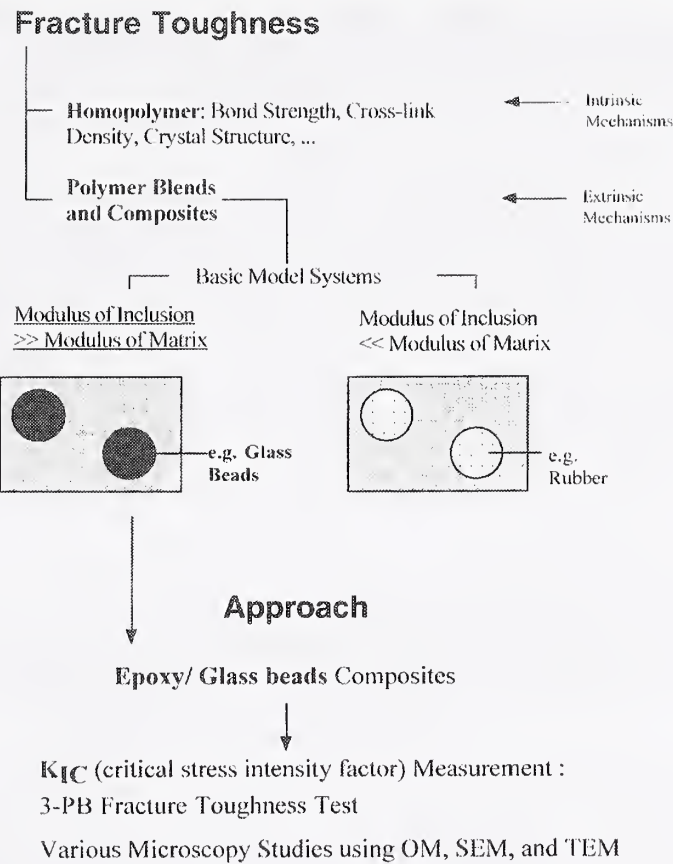 Fracture Toughness
Homopolymer: Bond Strength, Cross-link
Density, Crystal Structure, ...
Intrinsic
Mechanisms
Polymer Blends
and Composites
Extrinsic
Mechanisms
Basic Model Systems
Modulus of Inclusion
>> Modulus of Matrix
Modulus of Inclusion
<< Modulus of Matrix
e.g. Glass
Beads
e.g.
Rubber
Approach
Epoxy/ Glass beads Composites
KIC (critical stress intensity factor) Measurement :
3-PB Fracture Toughness Test
Various Microscopy Studies using OM, SEM, and TEM